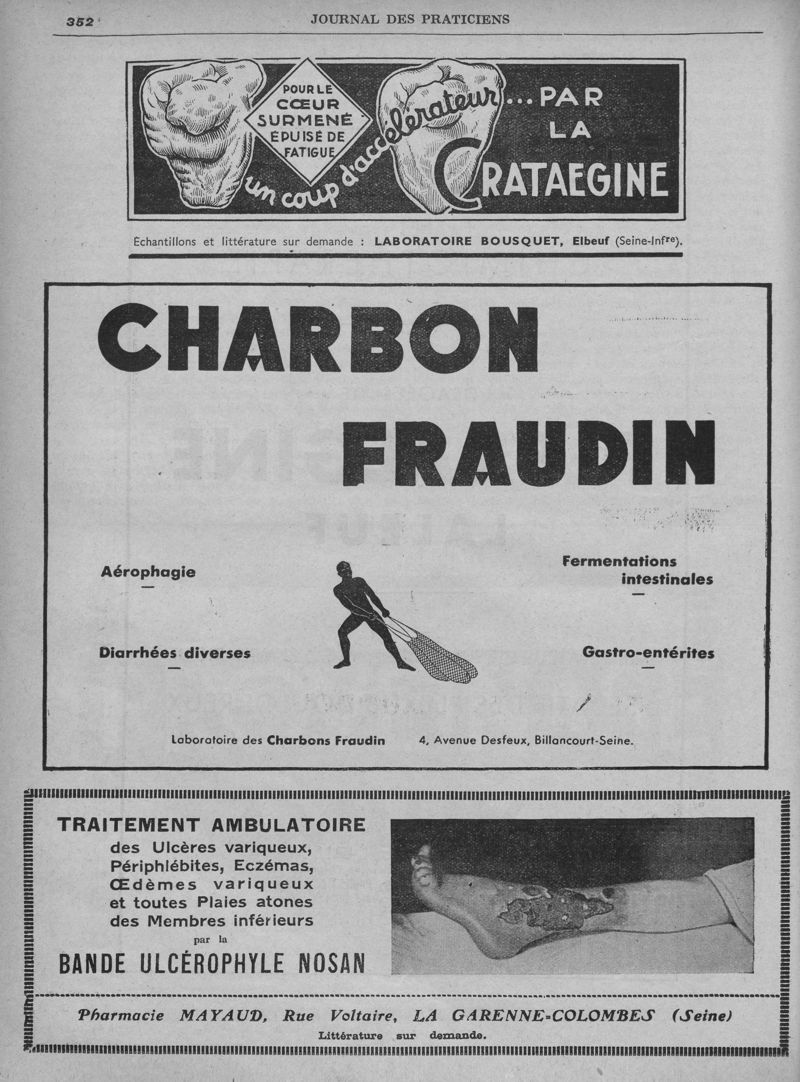 352
JOURNAL DES PRATICIENS
POUR LE
CŒUR
SURMENÉ
ÉPUISÉ DE
FATIGUE
un coup d'accélérateur
...PAR
LA
CRATAEGINE
Échantillons et littérature sur demande : LABORATOIRE BOUSQUET, Elbeuf (Seine-Infre).
CHARBON
FRAUDIN
Aérophagie
Fermentations
intestinales
Diarrhées diverses
Gastro-entérites
Laboratoire des Charbons Fraudin 4, Avenue Desfeux, Billancourt-Seine.
TRAITEMENT AMBULATOIRE
des Ulcères variqueux,
Périphlébites, Eczémas,
Œdèmes variqueux
et toutes Plaies atones
des Membres inférieurs
par la
BANDE ULCÉROPHYLE NOSAN
Pharmacie MAYAUD, Rue Voltaire, LA GARENNE-COLOMBES (Seine)
Littérature sur demande.